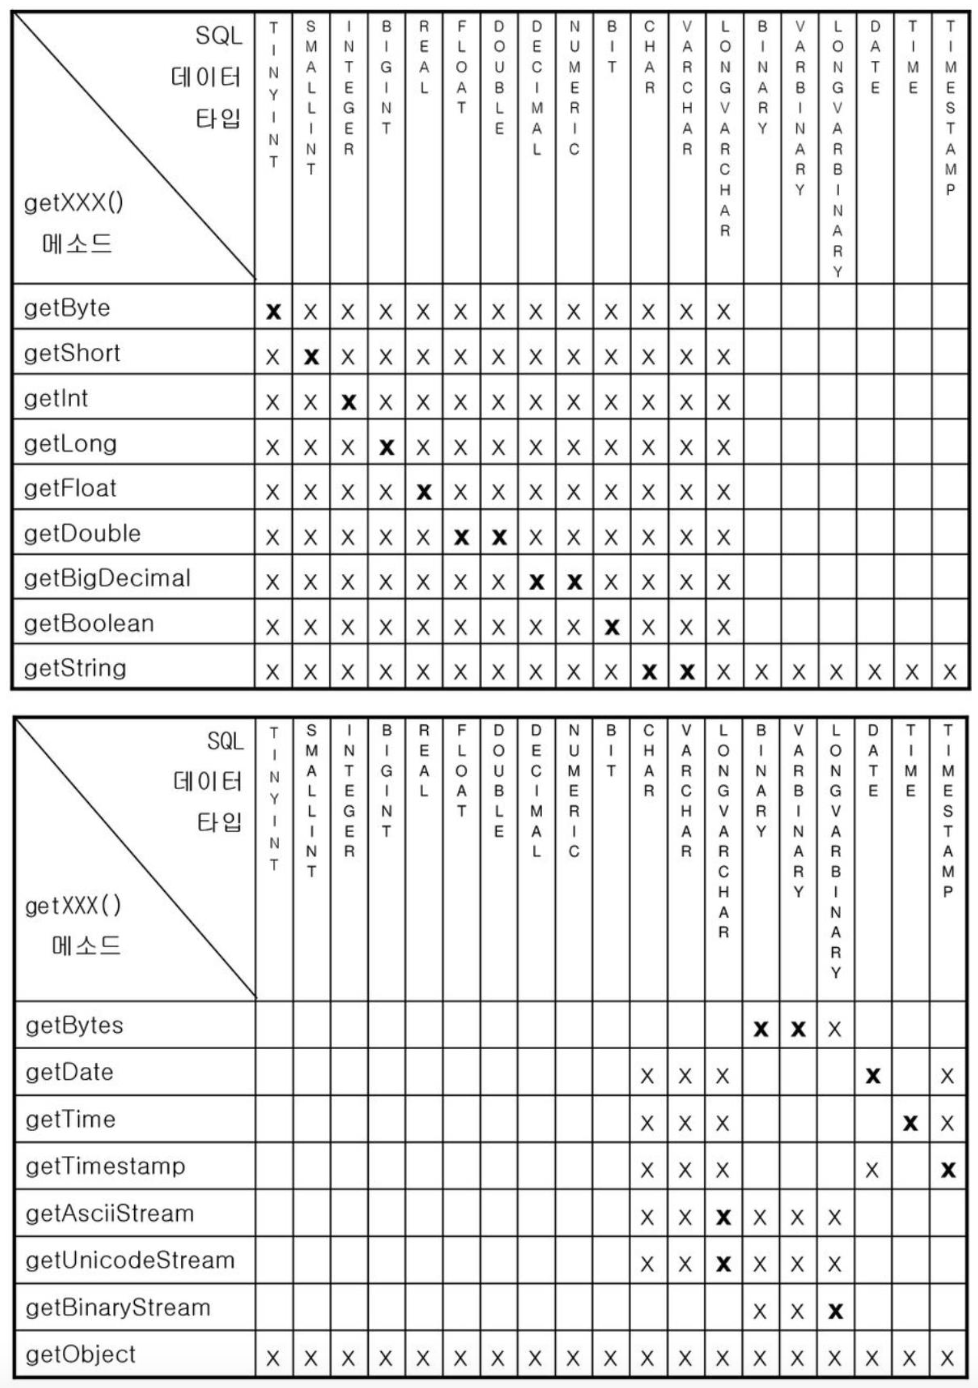 SQL
데이터
타입
getXXX()
메소드
TINYINT SMALLINT INTEGER BIGINT REAL FLOAT DOUBLE DECIMAL NUMERIC BIT CHAR VARCHAR LONGVARCHAR BINARY VARBINARY LONGVARBINARY DATE TIME TIMESTAMP
getByte X X X X X X X X X X X X X
getShort X X X X X X X X X X X X X
getInt X X X X X X X X X X X X X
getLong X X X X X X X X X X X X X
getFloat X X X X X X X X X X X X X
getDouble X X X X X X X X X X X X X
getBigDecimal X X X X X X X X X X X X X
getBoolean X X X X X X X X X X X X X
getString X X X X X X X X X X X X X X X X X X X
SQL
데이터
타입
getXXX()
메소드
TINYINT SMALLINT INTEGER BIGINT REAL FLOAT DOUBLE DECIMAL NUMERIC BIT CHAR VARCHAR LONGVARCHAR BINARY VARBINARY LONGVARBINARY DATE TIME TIMESTAMP
getBytes X X X
getDate X X X X X
getTime X X X X X
getTimestamp X X X X X
getAsciiStream X X X X X X
getUnicodeStream X X X X X X
getBinaryStream X X X
getObject X X X X X X X X X X X X X X X X X X X